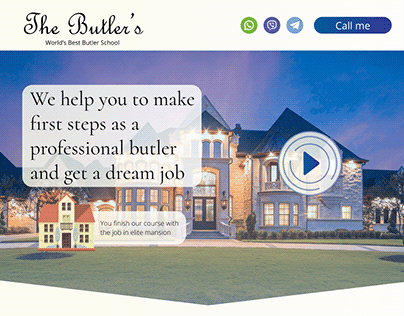 The Butler's
World's Best Butler School
Call me
We help you to make
first steps as a
professional butler
and get a dream job
You finish our course with
the job in elite mansion